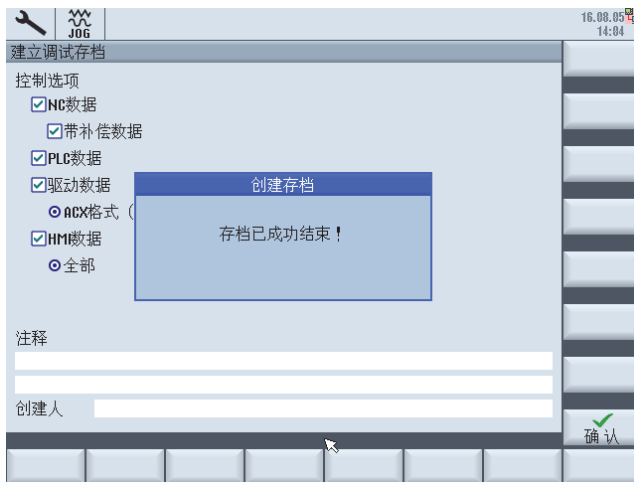 JOG
16.08.05
14:04
建立调试存档
控制选项
NC数据
带补偿数据
PLC数据
驱动数据
ACX格式（
HMI数据
全部
创建存档
存档已成功结束！
注释
创建人
确认